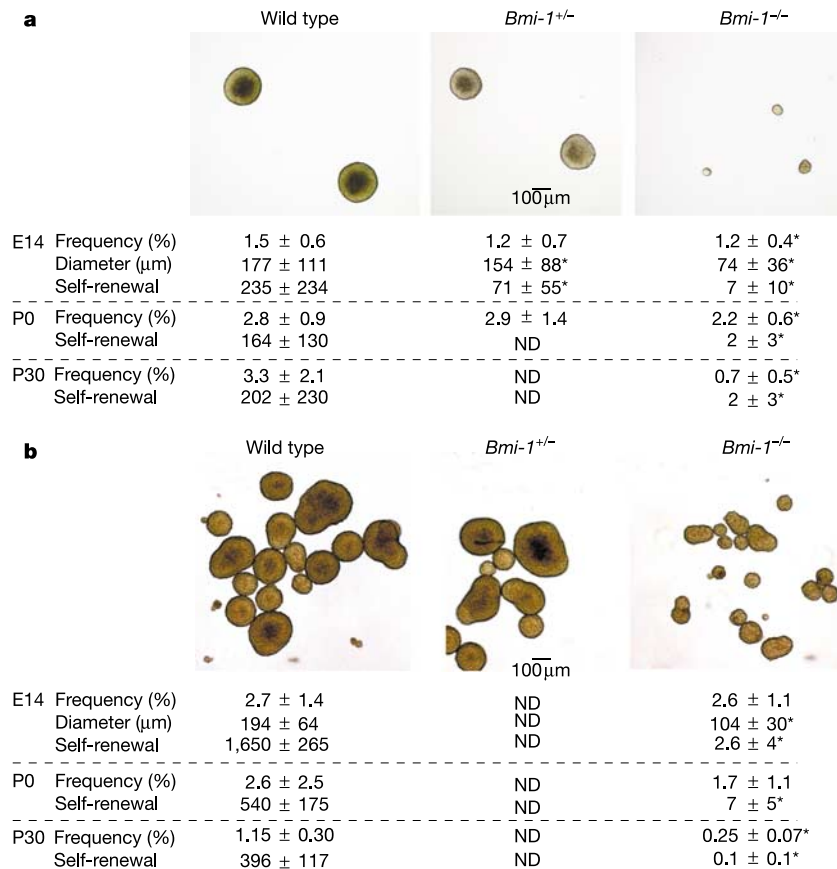 a
Wild type Bmi-1+/– Bmi-1–/–
100 µm
E14 Frequency (%) 1.5 ± 0.6 1.2 ± 0.7 1.2 ± 0.4*
Diameter (µm) 177 ± 111 154 ± 88* 74 ± 36*
Self-renewal 235 ± 234 71 ± 55* 7 ± 10*
P0 Frequency (%) 2.8 ± 0.9 2.9 ± 1.4 2.2 ± 0.6*
Self-renewal 164 ± 130 ND 2 ± 3*
P30 Frequency (%) 3.3 ± 2.1 ND 0.7 ± 0.5*
Self-renewal 202 ± 230 ND 2 ± 3*
b
Wild type Bmi-1+/– Bmi-1–/–
100 µm
E14 Frequency (%) 2.7 ± 1.4 ND 2.6 ± 1.1
Diameter (µm) 194 ± 64 ND 104 ± 30*
Self-renewal 1,650 ± 265 ND 2.6 ± 4*
P0 Frequency (%) 2.6 ± 2.5 ND 1.7 ± 1.1
Self-renewal 540 ± 175 ND 7 ± 5*
P30 Frequency (%) 1.15 ± 0.30 ND 0.25 ± 0.07*
Self-renewal 396 ± 117 ND 0.1 ± 0.1*